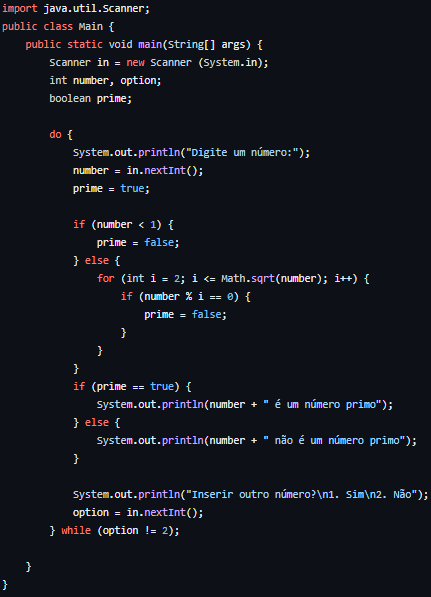 import java.util.Scanner;
public class Main {
    public static void main(String[] args) {
        Scanner in = new Scanner (System.in);
        int number, option;
        boolean prime;

        do {
            System.out.println("Digite um número:");
            number = in.nextInt();
            prime = true;

            if (number < 1) {
                prime = false;
            } else {
                for (int i = 2; i <= Math.sqrt(number); i++) {
                    if (number % i == 0) {
                        prime = false;
                    }
                }
            }
            if (prime == true) {
                System.out.println(number + " é um número primo");
            } else {
                System.out.println(number + " não é um número primo");
            }

            System.out.println("Inserir outro número?\n1. Sim\n2. Não");
            option = in.nextInt();
        } while (option != 2);

    }
}